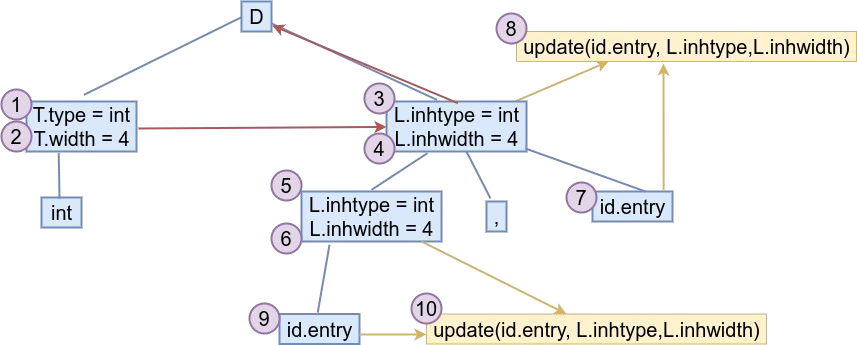 D
8
update(id.entry, L.inhtype,L.inhwidth)
1
T.type = int
2
T.width = 4
3
L.inhtype = int
4
L.inhwidth = 4
int
5
L.inhtype = int
6
L.inhwidth = 4
,
7
id.entry
9
id.entry
10
update(id.entry, L.inhtype,L.inhwidth)